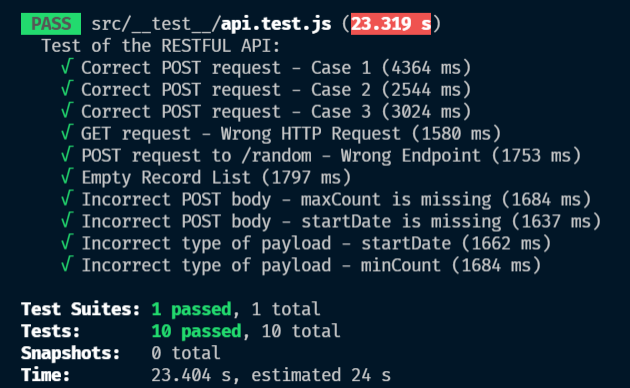 PASS src/__test__/api.test.js (23.319 s)
Test of the RESTFUL API:
√ Correct POST request – Case 1 (4364 ms)
√ Correct POST request – Case 2 (2544 ms)
√ Correct POST request – Case 3 (3024 ms)
√ GET request – Wrong HTTP Request (1580 ms)
√ POST request to /random – Wrong Endpoint (1753 ms)
√ Empty Record List (1797 ms)
√ Incorrect POST body – maxCount is missing (1684 ms)
√ Incorrect POST body – startDate is missing (1637 ms)
√ Incorrect type of payload – startDate (1662 ms)
√ Incorrect type of payload – minCount (1684 ms)
Test Suites: 1 passed, 1 total
Tests: 10 passed, 10 total
Snapshots: 0 total
Time: 23.404 s, estimated 24 s